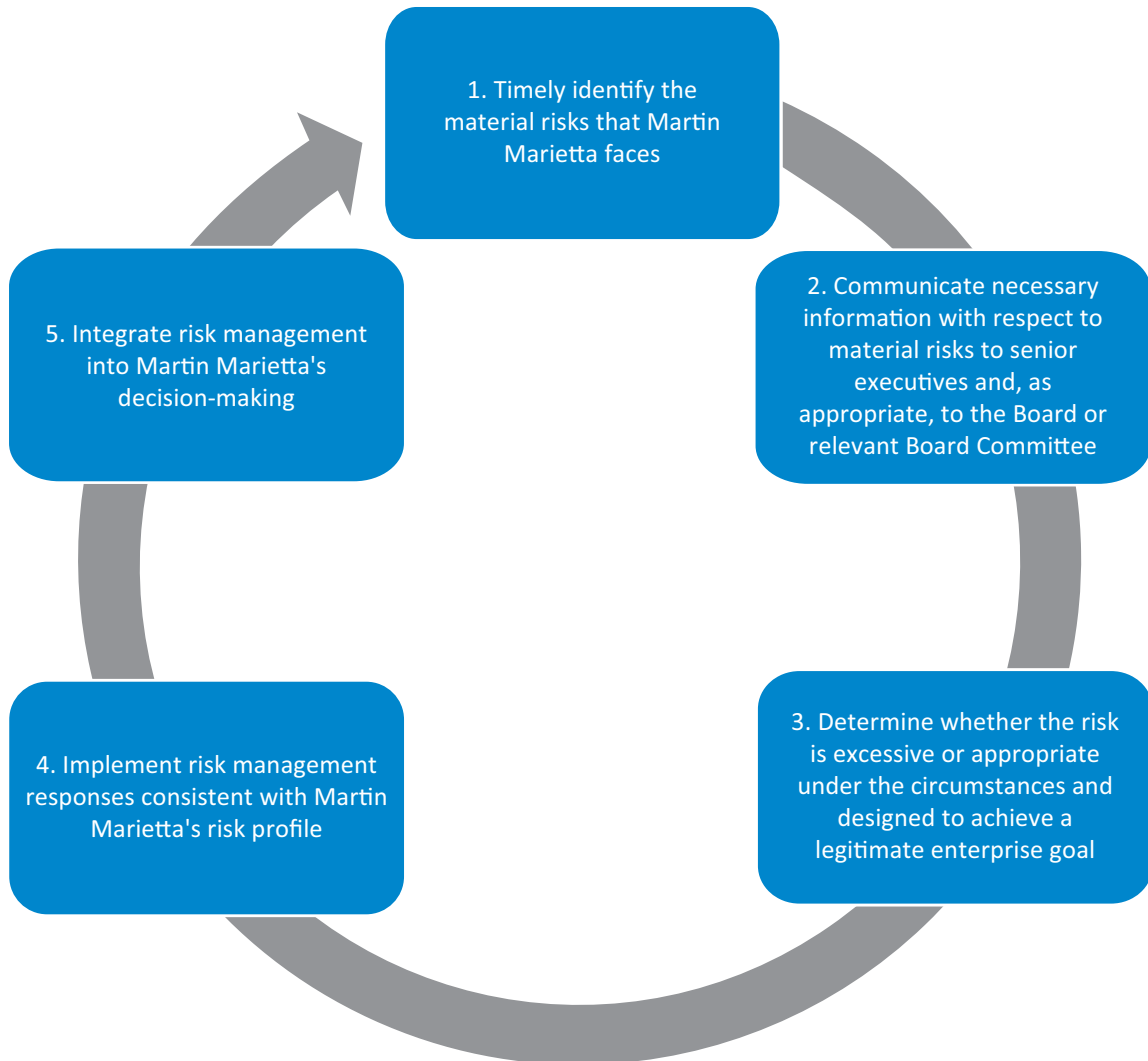 1. Timely identify the
material risks that Martin
Marietta faces
2. Communicate necessary
information with respect to
material risks to senior
executives and, as
appropriate, to the Board or
relevant Board Committee
3. Determine whether the risk
is excessive or appropriate
under the circumstances and
designed to achieve a
legitimate enterprise goal
4. Implement risk management
responses consistent with Martin
Marietta's risk profile
5. Integrate risk management
into Martin Marietta's
decision-making